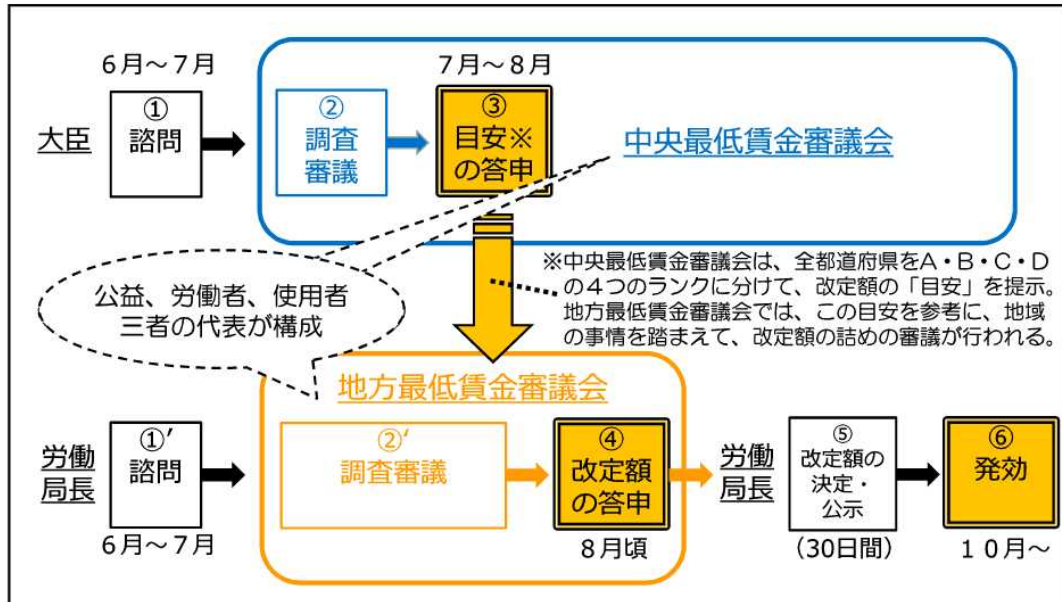 ６月～７月
①
諮問
大臣
②
調査
審議
７月～８月
③
目安※
の答申
中央最低賃金審議会
公益、労働者、使用者
三者の代表が構成
※中央最低賃金審議会は、全都道府県をA・B・C・D
の４つのランクに分けて、改定額の「目安」を提示。
地方最低賃金審議会では、この目安を参考に、地域
の事情を踏まえて、改定額の詰めの審議が行われる。
地方最低賃金審議会
労働
局長
①′
諮問
６月～７月
②‘
調査審議
④
改定額
の答申
８月頃
労働
局長
⑤
改定額の
決定・
公示
（30日間）
⑥
発効
１０月～